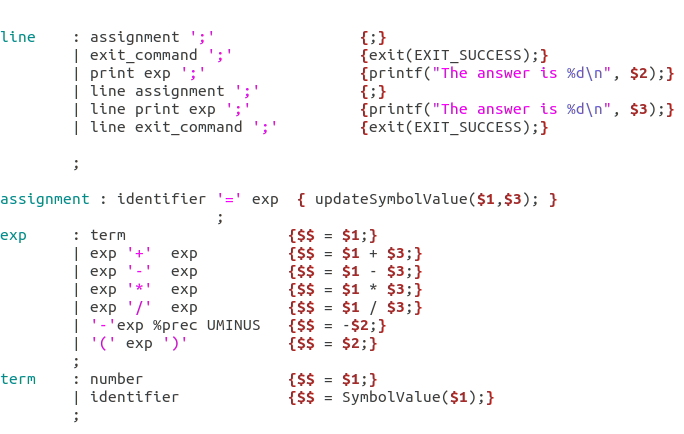 line    : assignment ';'                {;}
        | exit_command ';'              {exit(EXIT_SUCCESS);}
        | print exp ';'                 {printf("The answer is %d\n", $2);}
        | line assignment ';'           {;}
        | line print exp ';'            {printf("The answer is %d\n", $3);}
        | line exit_command ';'         {exit(EXIT_SUCCESS);}
        ;
assignment : identifier '=' exp  { updateSymbolValue($1,$3); }
                        ;
exp     : term                  {$$ = $1;}
        | exp '+'  exp          {$$ = $1 + $3;}
        | exp '-'  exp          {$$ = $1 - $3;}
        | exp '*'  exp          {$$ = $1 * $3;}
        | exp '/'  exp          {$$ = $1 / $3;}
        | '-'exp %prec UMINUS   {$$ = -$2;}
        | '(' exp ')'           {$$ = $2;}
        ;
term    : number                {$$ = $1;}
        | identifier            {$$ = SymbolValue($1);}
        ;